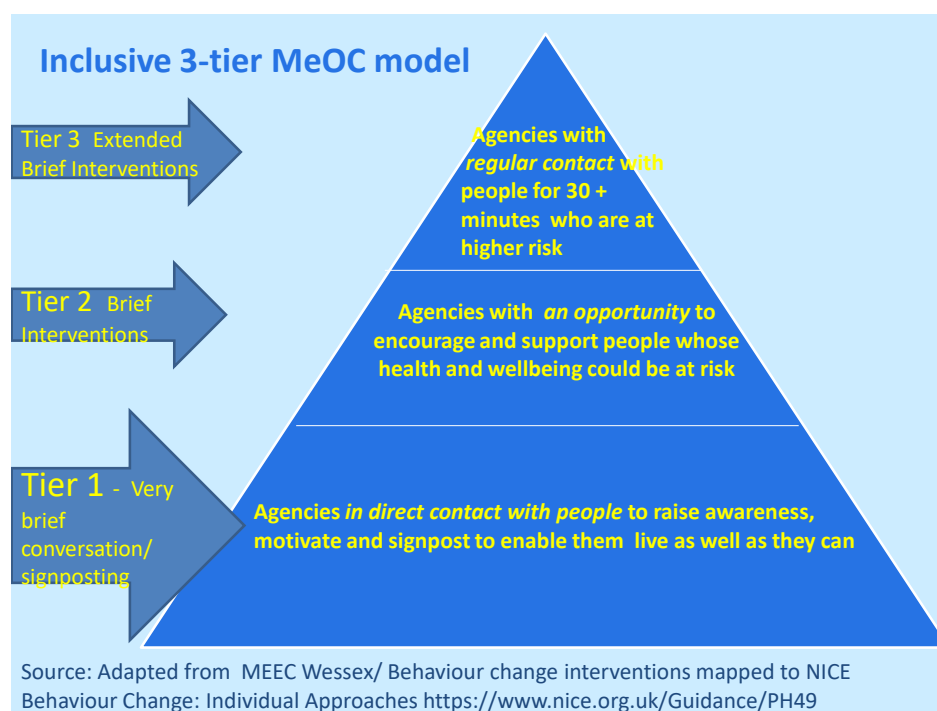 Inclusive 3-tier MeOC model
Tier 3 Extended
Brief Interventions
Agencies with
regular contact with
people for 30 +
minutes who are at
higher risk
Tier 2 Brief
Interventions
Agencies with an opportunity to
encourage and support people whose
health and wellbeing could be at risk
Tier 1 - Very
brief
conversation/
signposting
Agencies in direct contact with people to raise awareness,
motivate and signpost to enable them live as well as they can
Source: Adapted from MEEC Wessex/ Behaviour change interventions mapped to NICE
Behaviour Change: Individual Approaches https://www.nice.org.uk/Guidance/PH49